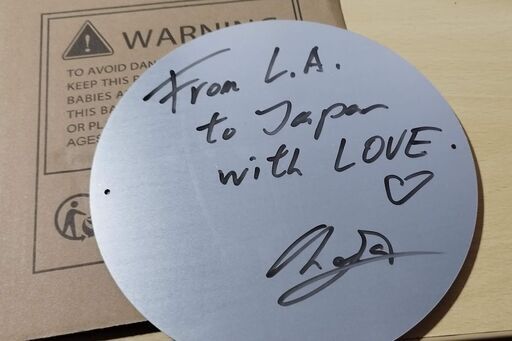 WARNING
TO AVOID DAN
KEEP THIS
BABIES A
THIS BA
OR PL
AGES
From L.A.
to Japan
with LOVE.